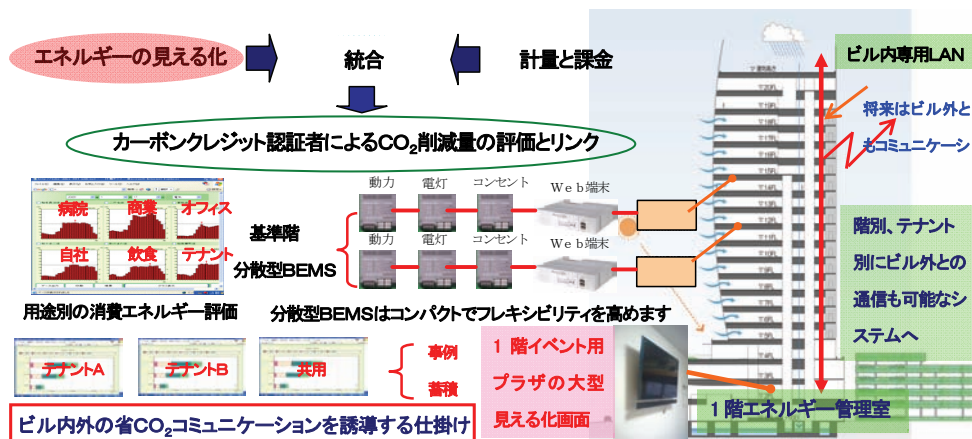 エネルギーの見える化
統合
計量と課金
ビル内専用LAN
将来はビル外と
もコミュニケーシ
カーボンクレジット認証者によるCO₂削減量の評価とリンク
病院
商業
オフィス
自社
飲食
テナント
用途別の消費エネルギー評価
基準階
分散型BEMS
動力
電灯
コンセント
Web端末
動力
電灯
コンセント
Web端末
分散型BEMSはコンパクトでフレキシビリティを高めます
階別、テナント
別にビル外との
通信も可能なシ
ステムへ
テナントA
テナントB
共用
事例
蓄積
1階イベント用
プラザの大型
見える化画面
1階エネルギー管理室
ビル内外の省CO₂コミュニケーションを誘導する仕掛け